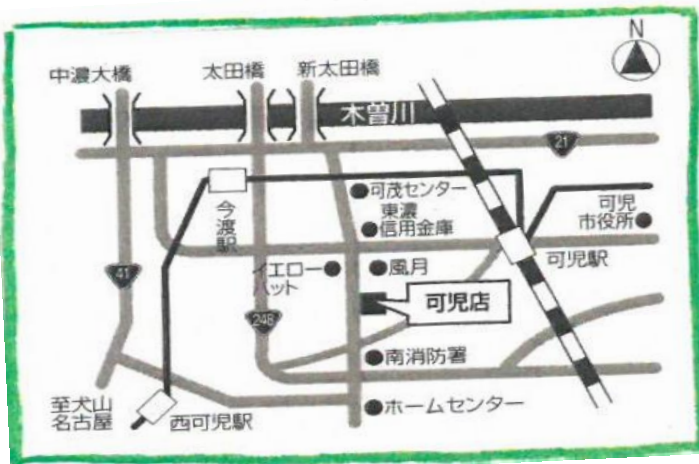 N
中濃大橋
太田橋
新太田橋
木曽川
21
可茂センター
東濃
信用金庫
可児
市役所
今
渡
駅
可児駅
イエロー
ハット
風月
41
248
可児店
南消防署
至犬山
名古屋
西可児駅
ホームセンター